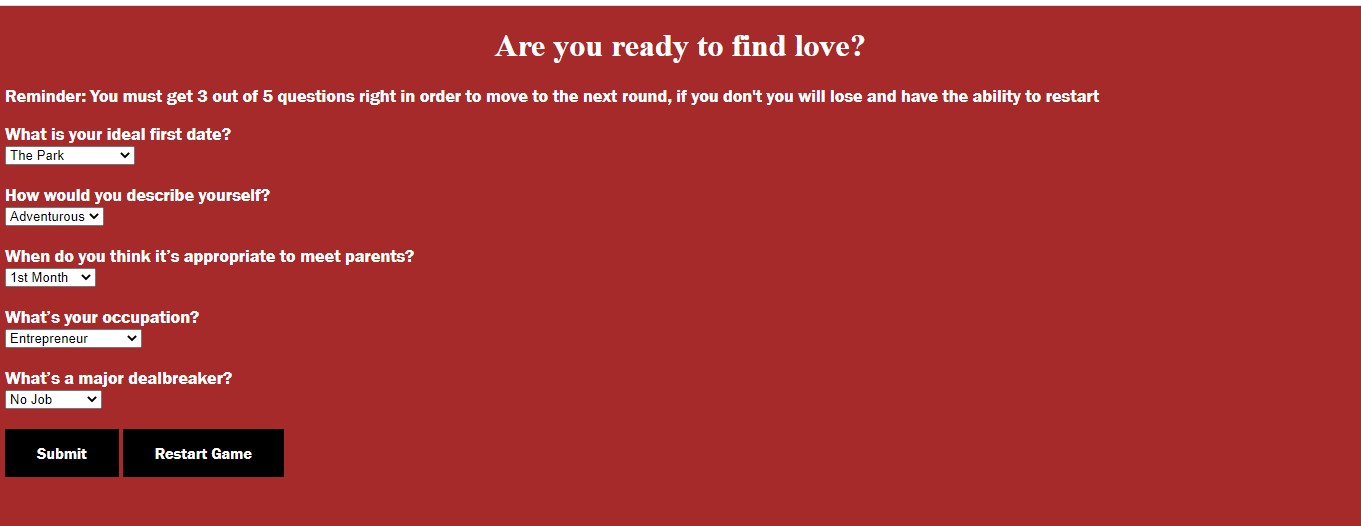 Are you ready to find love?
Reminder: You must get 3 out of 5 questions right in order to move to the next round, if you don't you will lose and have the ability to restart
What is your ideal first date?
The Park
How would you describe yourself?
Adventurous
When do you think it’s appropriate to meet parents?
1st Month
What’s your occupation?
Entrepreneur
What’s a major dealbreaker?
No Job
Submit Restart Game